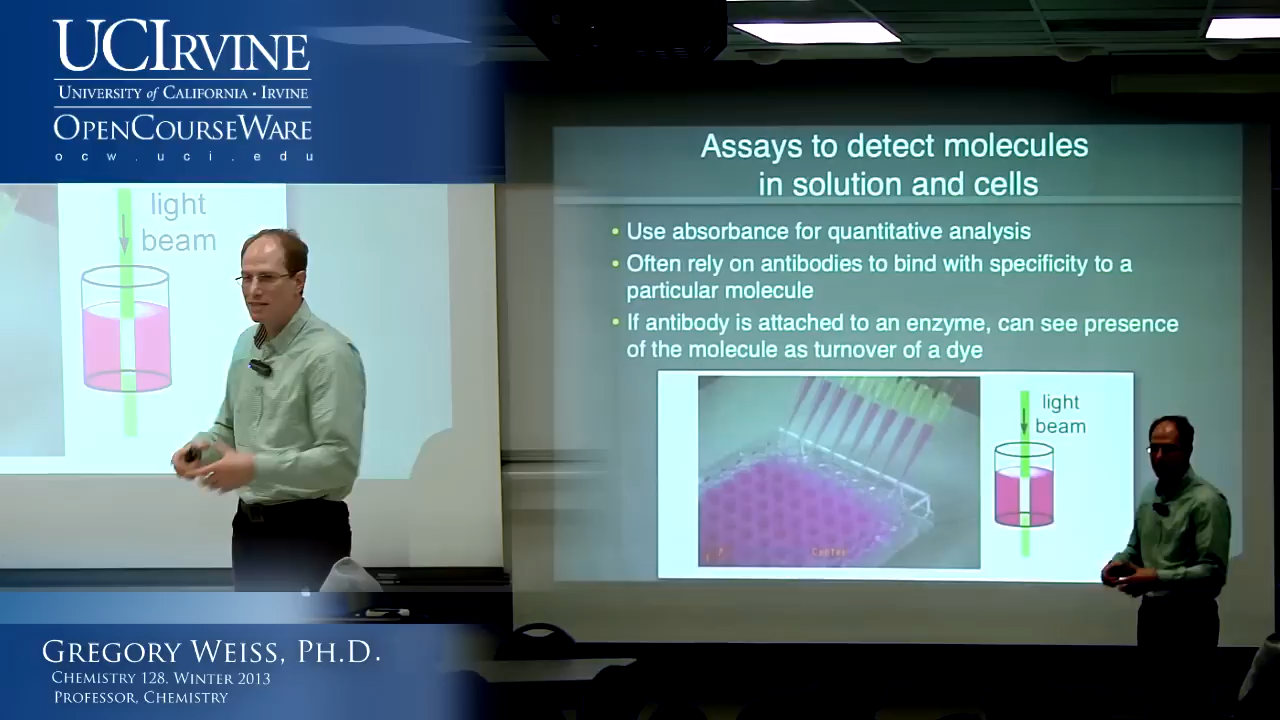 UCIRVINE
UNIVERSITY of CALIFORNIA • IRVINE
OPENCOURSEWARE
ocw.uci.edu
light
beam
Assays to detect molecules
in solution and cells
• Use absorbance for quantitative analysis
• Often rely on antibodies to bind with specificity to a
particular molecule
• If antibody is attached to an enzyme, can see presence
of the molecule as turnover of a dye
light
beam
GREGORY WEISS, PH.D.
CHEMISTRY 128. WINTER 2013
PROFESSOR, CHEMISTRY